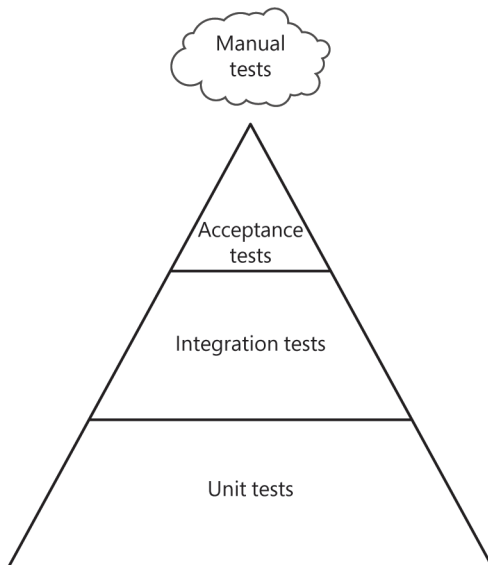 Manual
tests
Acceptance
tests
Integration tests
Unit tests